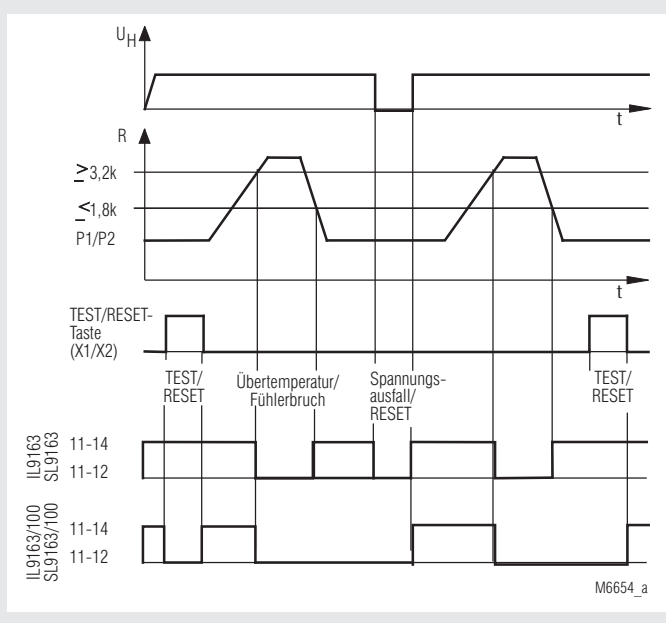 UH
t
R
≥3,2k
≤1,8k
P1/P2
t
TEST/RESET-
Taste
(X1/X2)
TEST/
RESET
Übertemperatur/
Fühlerbruch
Spannungs-
ausfall/
RESET
TEST/
RESET
IL9163
SL9163
11-14
11-12
IL9163/100
SL9163/100
11-14
11-12
M6654_a